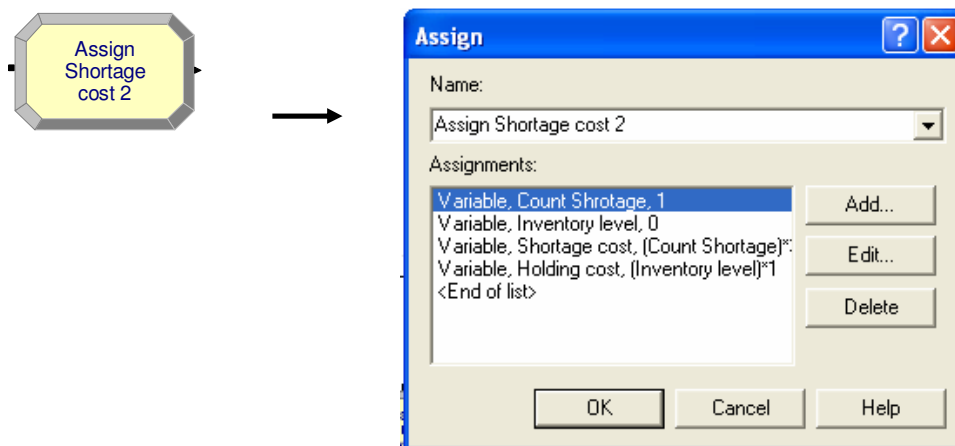 Assign
Shortage
cost 2
Assign
Name:
Assign Shortage cost 2
Assignments:
Variable, Count Shrotage, 1
Variable, Inventory level, 0
Variable, Shortage cost, (Count Shortage)*
Variable, Holding cost, (Inventory level)*1
<End of list>
Add...
Edit...
Delete
OK
Cancel
Help